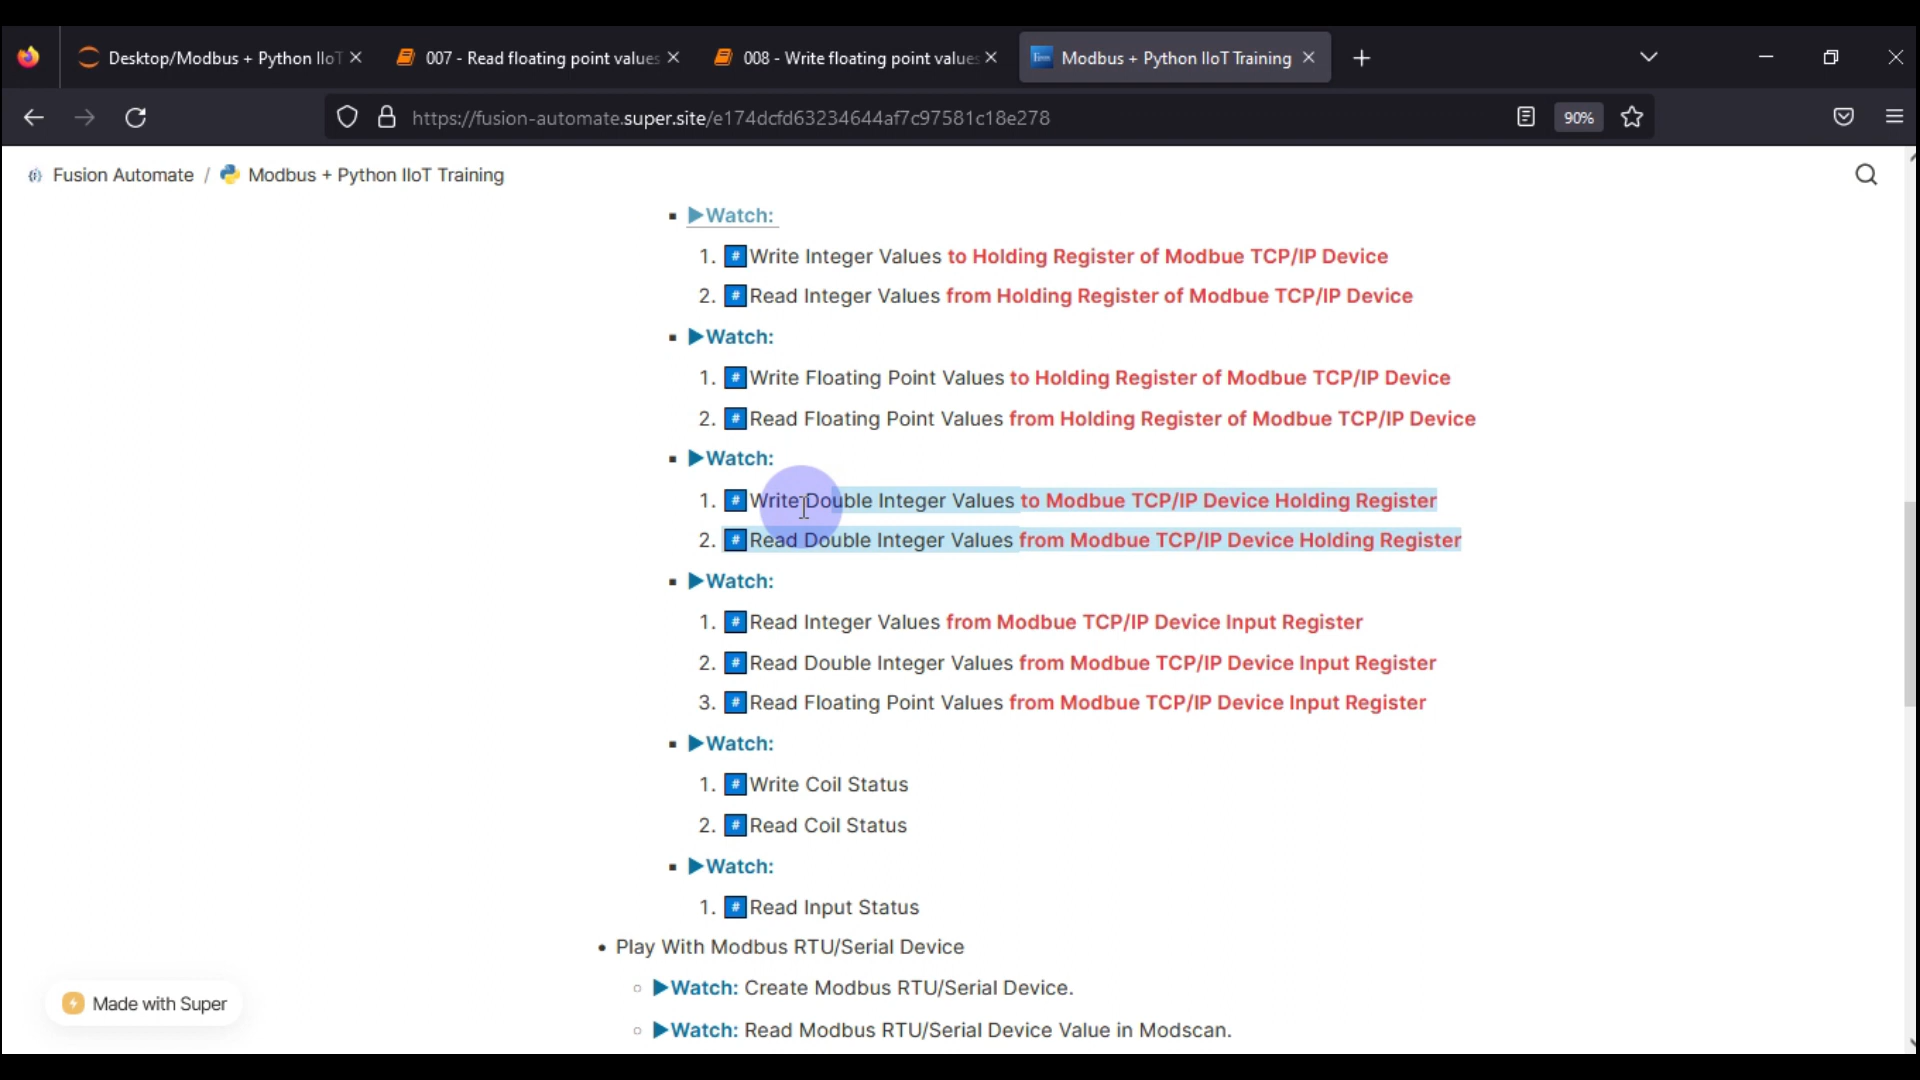 Desktop/Modbus + Python IIoT
007 - Read floating point values
008 - Write floating point values
Modbus + Python IIoT Training
https://fusion-automate.super.site/e174dcfd63234644af7c97581c18e278
90%
Fusion Automate / Modbus + Python IIoT Training
▶Watch:
1. #Write Integer Values to Holding Register of Modbue TCP/IP Device
2. #Read Integer Values from Holding Register of Modbue TCP/IP Device
▶Watch:
1. #Write Floating Point Values to Holding Register of Modbue TCP/IP Device
2. #Read Floating Point Values from Holding Register of Modbue TCP/IP Device
▶Watch:
1. #Write Double Integer Values to Modbue TCP/IP Device Holding Register
2. #Read Double Integer Values from Modbue TCP/IP Device Holding Register
▶Watch:
1. #Read Integer Values from Modbue TCP/IP Device Input Register
2. #Read Double Integer Values from Modbue TCP/IP Device Input Register
3. #Read Floating Point Values from Modbue TCP/IP Device Input Register
▶Watch:
1. #Write Coil Status
2. #Read Coil Status
▶Watch:
1. #Read Input Status
• Play With Modbus RTU/Serial Device
▶Watch: Create Modbus RTU/Serial Device.
▶Watch: Read Modbus RTU/Serial Device Value in Modscan.
Made with Super